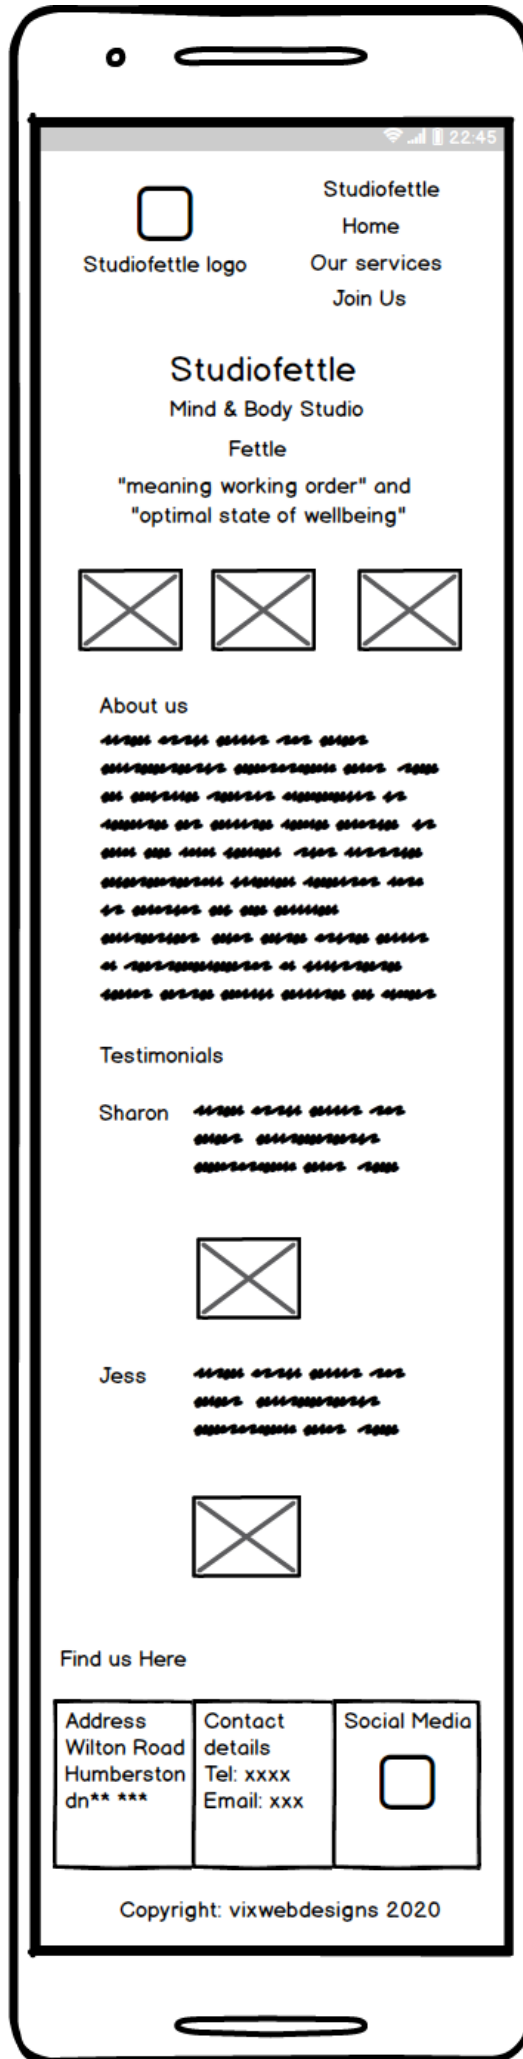 22:45
Studiofettle
Home
Our services
Join Us
Studiofettle logo
Studiofettle
Mind & Body Studio
Fettle
"meaning working order" and
"optimal state of wellbeing"
About us
Testimonials
Sharon
Jess
Find us Here
Address
Wilton Road
Humberston
dn** ***
Contact
details
Tel: xxxx
Email: xxx
Social Media
Copyright: vixwebdesigns 2020